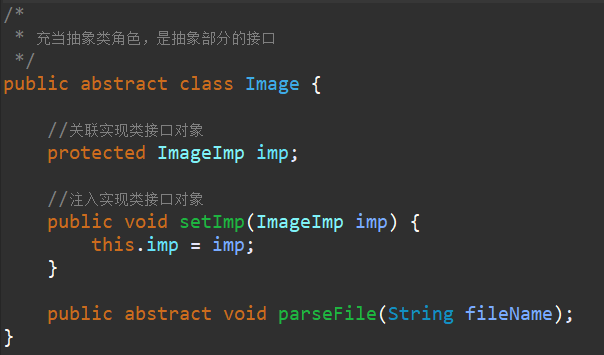 /*
 * 充当抽象类角色，是抽象部分的接口
 */
public abstract class Image {
    //关联实现类接口对象
    protected ImageImp imp;
    //注入实现类接口对象
    public void setImp(ImageImp imp) {
        this.imp = imp;
    }
    public abstract void parseFile(String fileName);
}